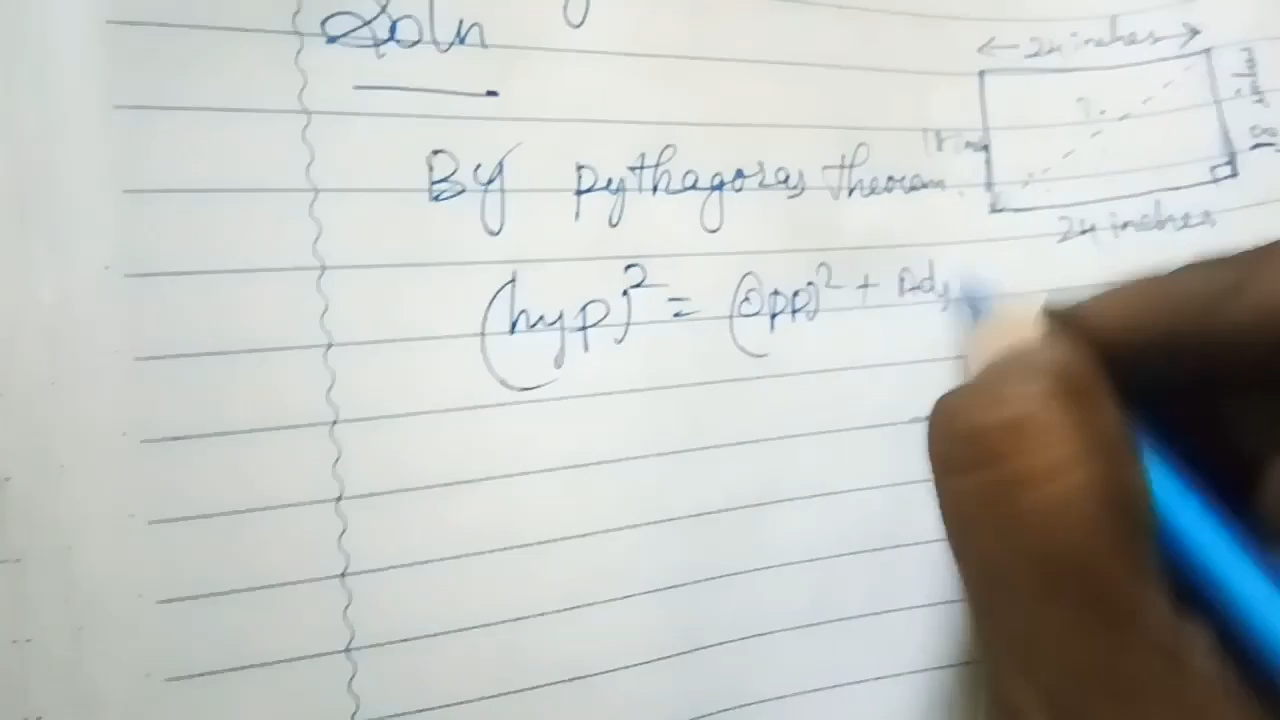 Soln
← 24 inches →
By pythagoras theorem.
24 inches
(hyp)² = (opp)² + Adj